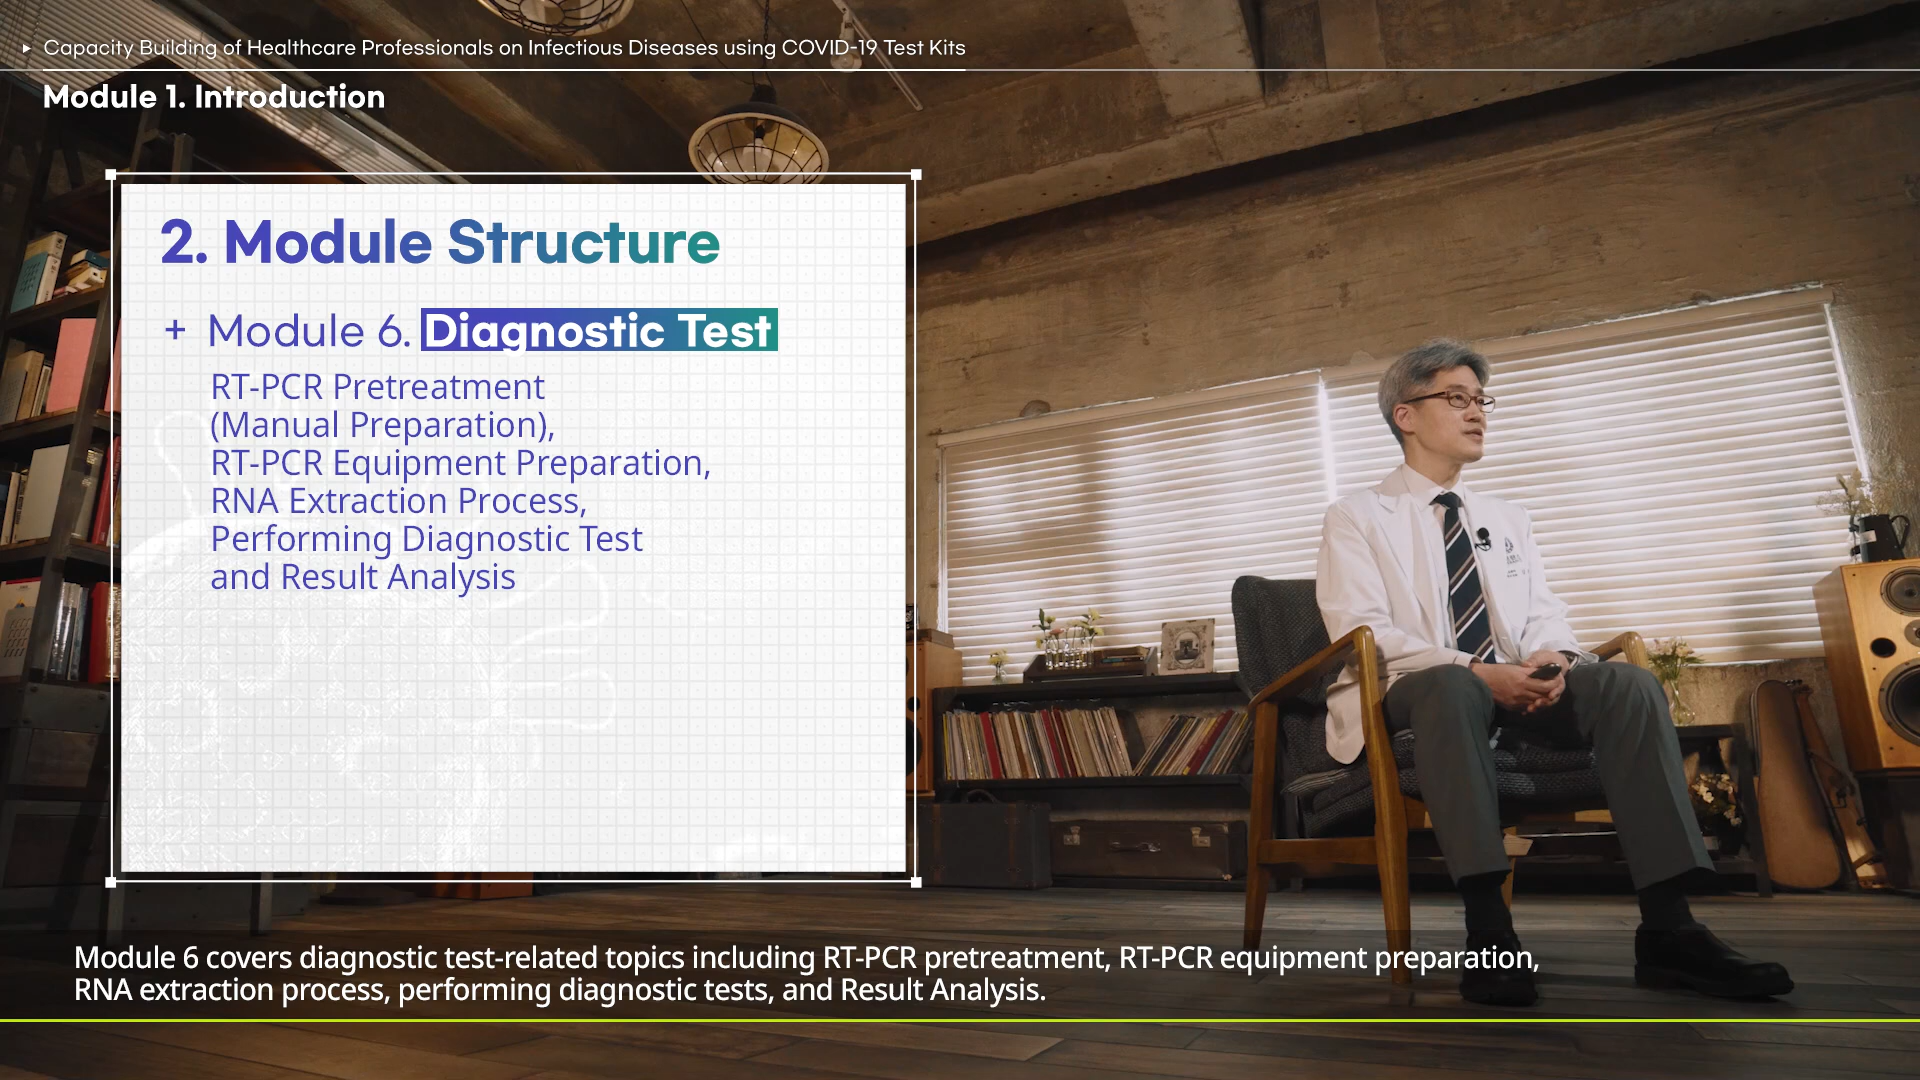 Capacity Building of Healthcare Professionals on Infectious Diseases using COVID-19 Test Kits
Module 1. Introduction
2. Module Structure
+ Module 6. Diagnostic Test
RT-PCR Pretreatment
(Manual Preparation),
RT-PCR Equipment Preparation,
RNA Extraction Process,
Performing Diagnostic Test
and Result Analysis
Module 6 covers diagnostic test-related topics including RT-PCR pretreatment, RT-PCR equipment preparation,
RNA extraction process, performing diagnostic tests, and Result Analysis.